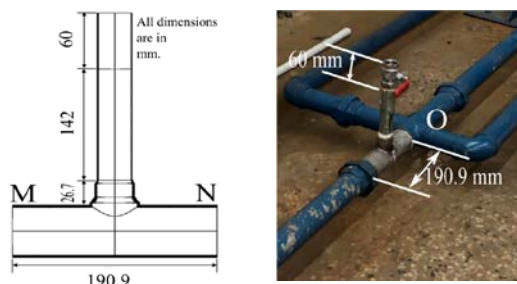 60
All dimensions
are in
mm.
142
26.7
M
N
190.9
60 mm
O
190.9 mm